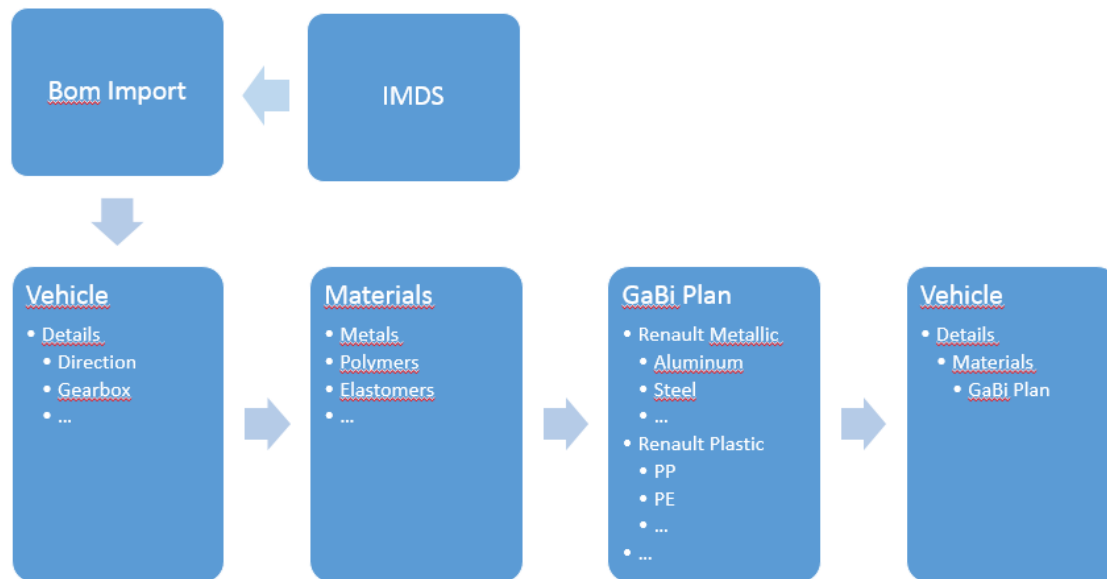 Bom Import
IMDS
Vehicle
• Details
• Direction
• Gearbox
• ...
Materials
• Metals
• Polymers
• Elastomers
• ...
GaBi Plan
• Renault Metallic
• Aluminum
• Steel
• ...
• Renault Plastic
• PP
• PE
• ...
• ...
Vehicle
• Details
• Materials
• GaBi Plan